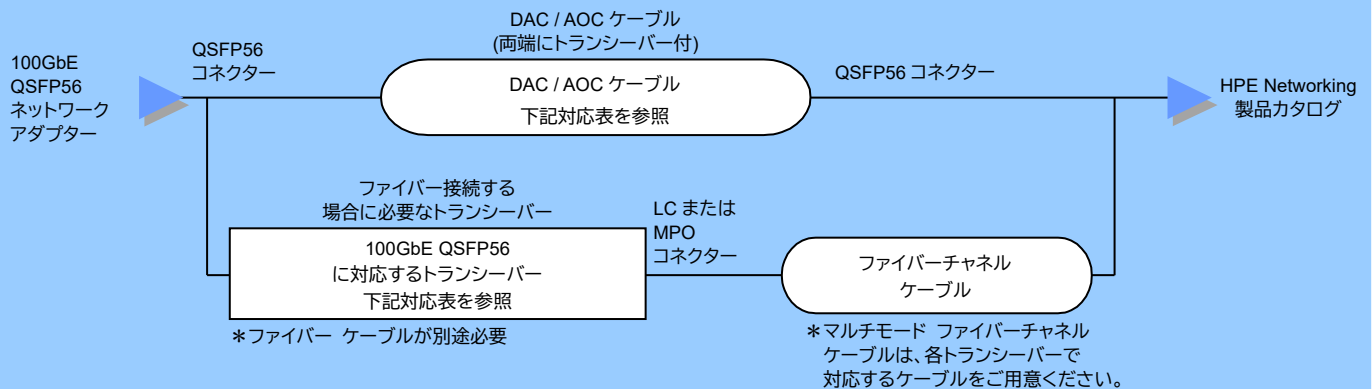 DAC / AOC ケーブル
(両端にトランシーバー付)
100GbE
QSFP56
ネットワーク
アダプター
QSFP56
コネクター
DAC / AOC ケーブル
下記対応表を参照
QSFP56 コネクター
HPE Networking
製品カタログ
ファイバー接続する
場合に必要なトランシーバー
100GbE QSFP56
に対応するトランシーバー
下記対応表を参照
＊ファイバー ケーブルが別途必要
LC または
MPO
コネクター
ファイバーチャネル
ケーブル
＊マルチモード ファイバーチャネル
ケーブルは、各トランシーバーで
対応するケーブルをご用意ください。